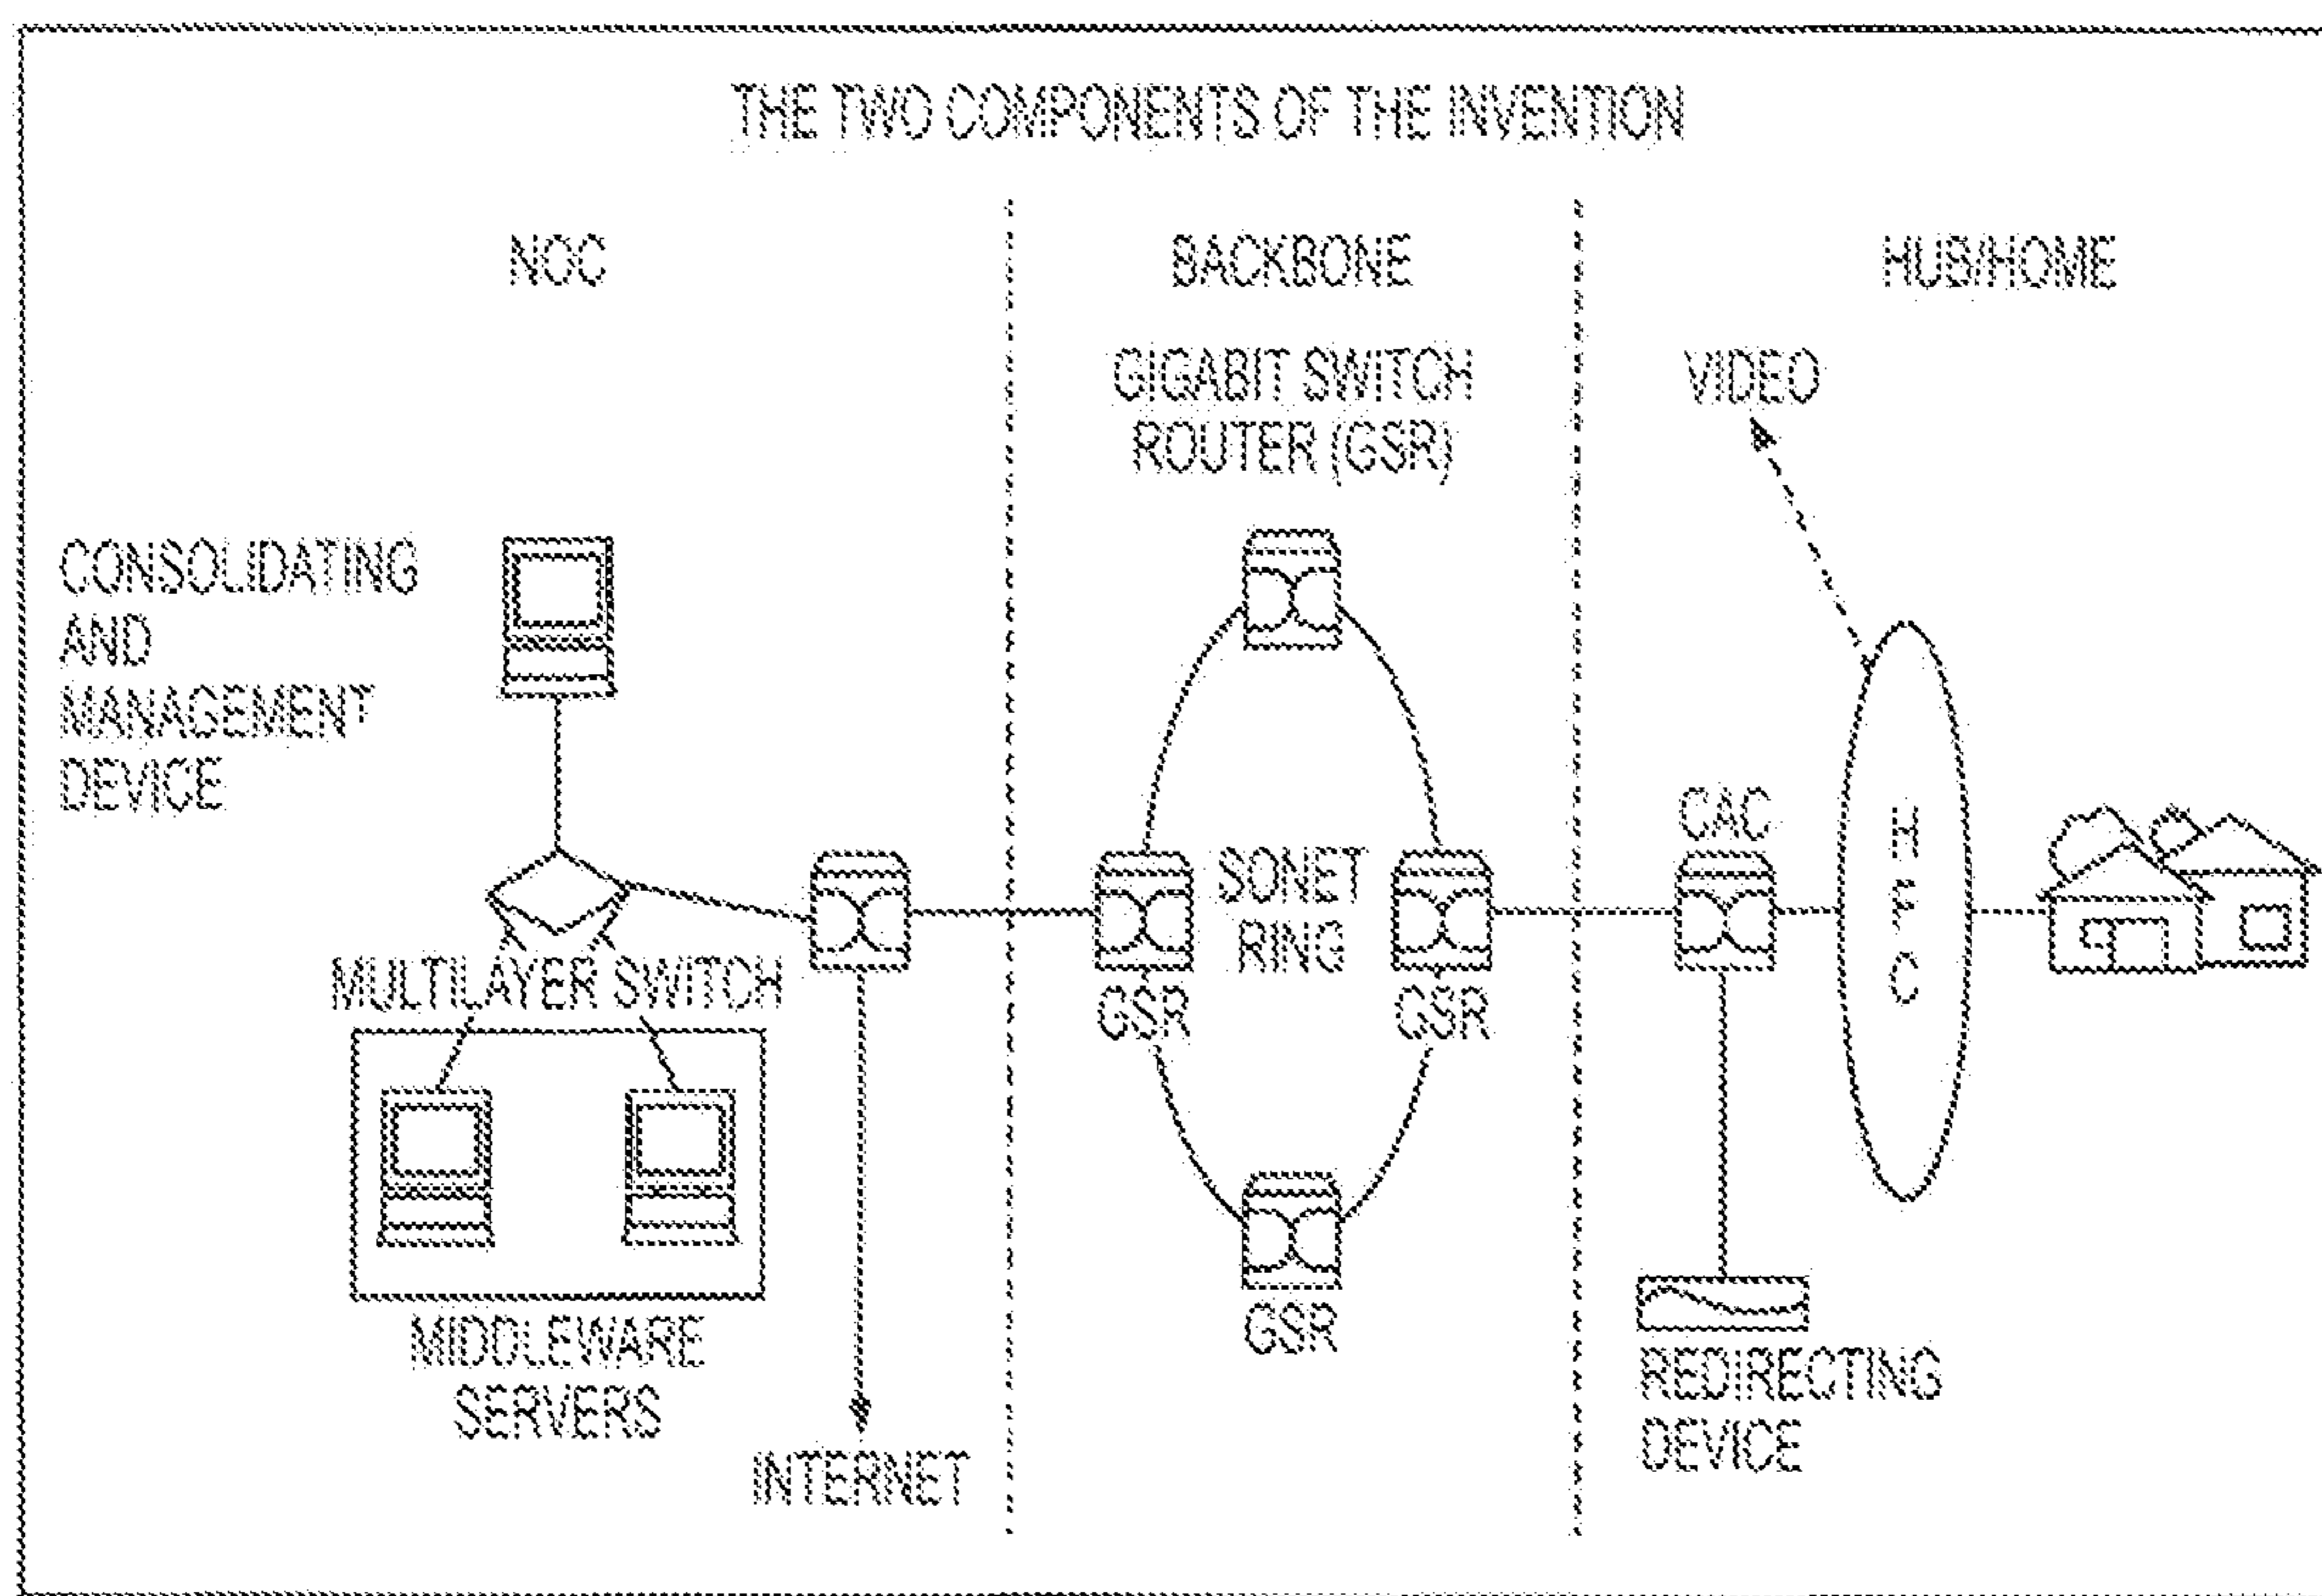 THE TWO COMPONENTS OF THE INVENTION
NOC
BACKBONE
HUB/HOME
GIGABIT SWITCH
ROUTER (GSR)
VIDEO
CONSOLIDATING
AND
MANAGEMENT
DEVICE
CAC
HFC
SONET
RING
MULTILAYER SWITCH
GSR
GSR
MIDDLEWARE
SERVERS
GSR
REDIRECTING
DEVICE
INTERNET